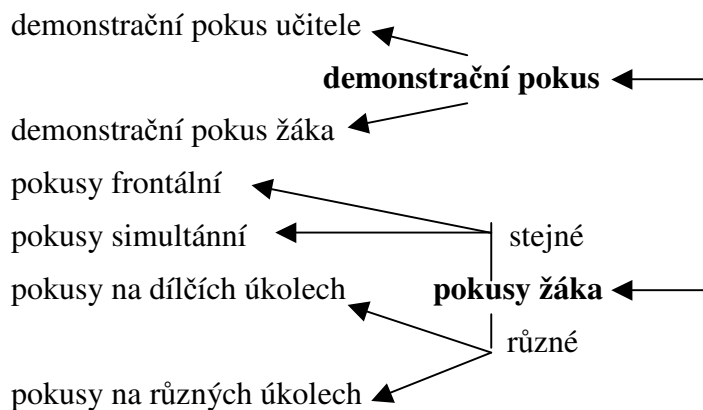 demonstrační pokus učitele
demonstrační pokus
demonstrační pokus žáka
pokusy frontální
pokusy simultánní
stejné
pokusy na dílčích úkolech
pokusy žáka
různé
pokusy na různých úkolech